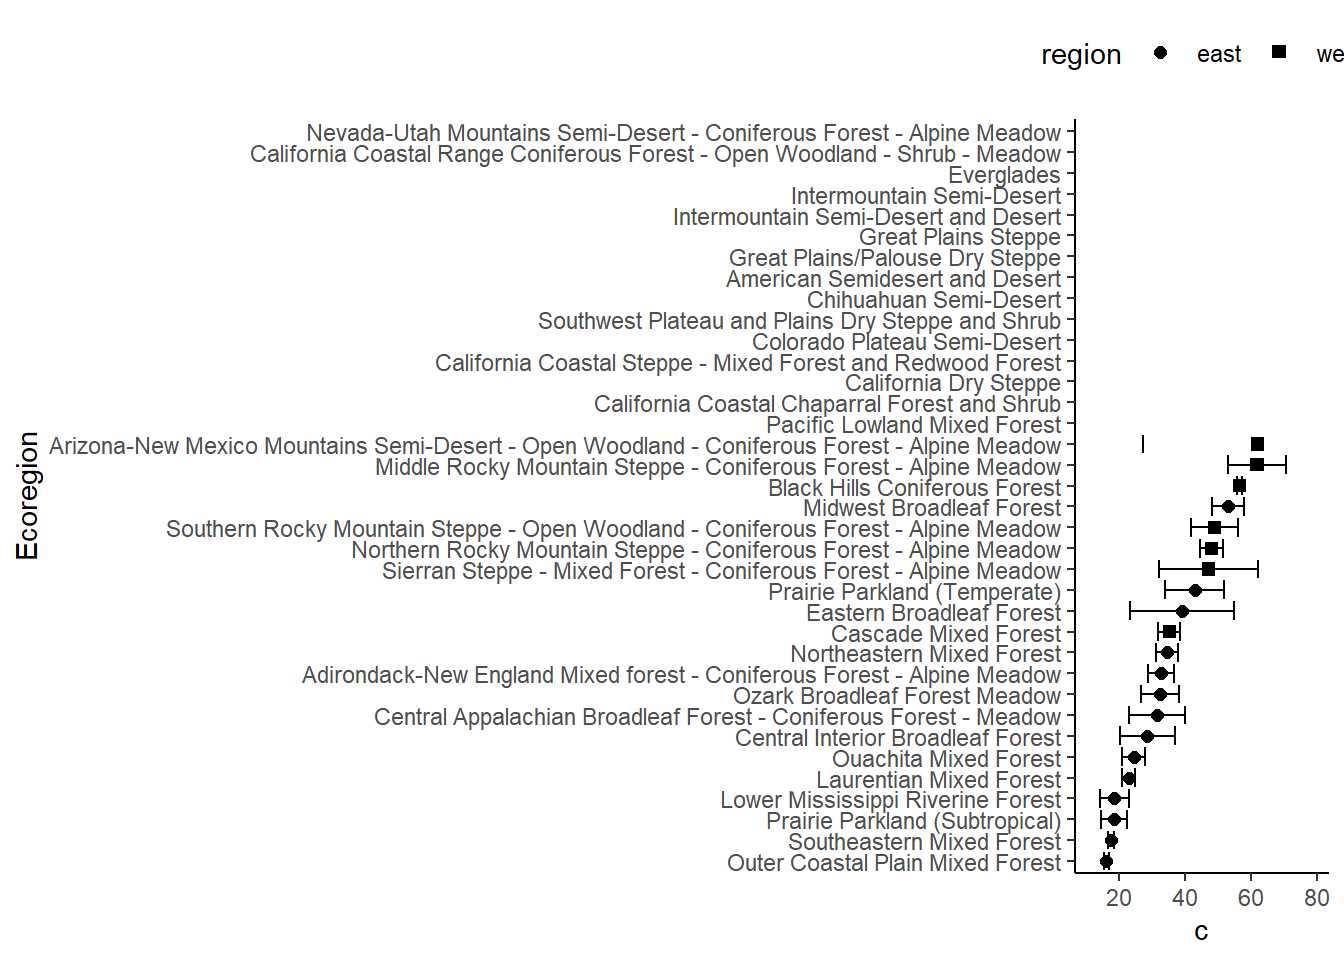 region east we
Nevada-Utah Mountains Semi-Desert - Coniferous Forest - Alpine Meadow
California Coastal Range Coniferous Forest - Open Woodland - Shrub - Meadow
Everglades
Intermountain Semi-Desert
Intermountain Semi-Desert and Desert
Great Plains Steppe
Great Plains/Palouse Dry Steppe
American Semidesert and Desert
Chihuahuan Semi-Desert
Southwest Plateau and Plains Dry Steppe and Shrub
Colorado Plateau Semi-Desert
California Coastal Steppe - Mixed Forest and Redwood Forest
California Dry Steppe
California Coastal Chaparral Forest and Shrub
Pacific Lowland Mixed Forest
Arizona-New Mexico Mountains Semi-Desert - Open Woodland - Coniferous Forest - Alpine Meadow
Middle Rocky Mountain Steppe - Coniferous Forest - Alpine Meadow
Black Hills Coniferous Forest
Midwest Broadleaf Forest
Southern Rocky Mountain Steppe - Open Woodland - Coniferous Forest - Alpine Meadow
Northern Rocky Mountain Steppe - Coniferous Forest - Alpine Meadow
Sierran Steppe - Mixed Forest - Coniferous Forest - Alpine Meadow
Prairie Parkland (Temperate)
Eastern Broadleaf Forest
Cascade Mixed Forest
Northeastern Mixed Forest
Adirondack-New England Mixed forest - Coniferous Forest - Alpine Meadow
Ozark Broadleaf Forest Meadow
Central Appalachian Broadleaf Forest - Coniferous Forest - Meadow
Central Interior Broadleaf Forest
Ouachita Mixed Forest
Laurentian Mixed Forest
Lower Mississippi Riverine Forest
Prairie Parkland (Subtropical)
Southeastern Mixed Forest
Outer Coastal Plain Mixed Forest
Ecoregion
20 40 60 80
c